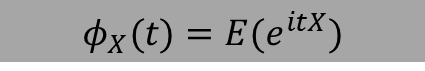 ϕ_X(t) = E(e^{itX})